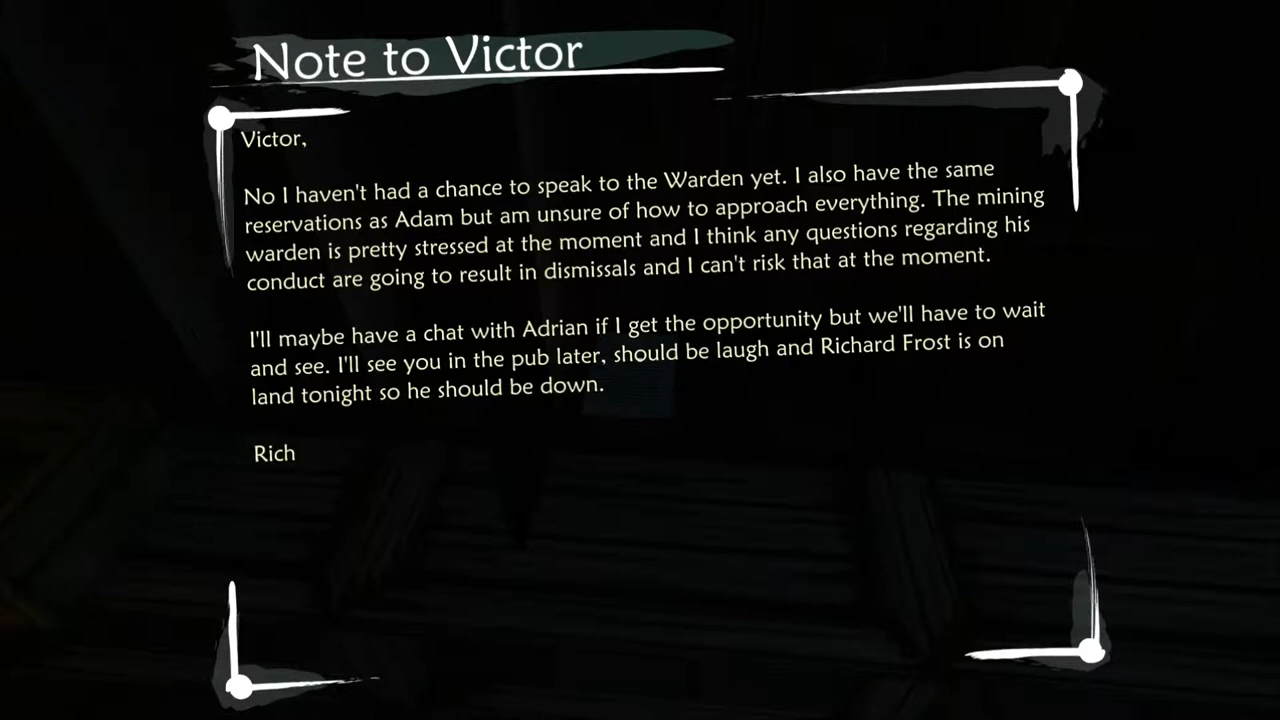 Note to Victor
Victor,
No I haven't had a chance to speak to the Warden yet. I also have the same
reservations as Adam but am unsure of how to approach everything. The mining
warden is pretty stressed at the moment and I think any questions regarding his
conduct are going to result in dismissals and I can't risk that at the moment.
I'll maybe have a chat with Adrian if I get the opportunity but we'll have to wait
and see. I'll see you in the pub later, should be laugh and Richard Frost is on
land tonight so he should be down.
Rich